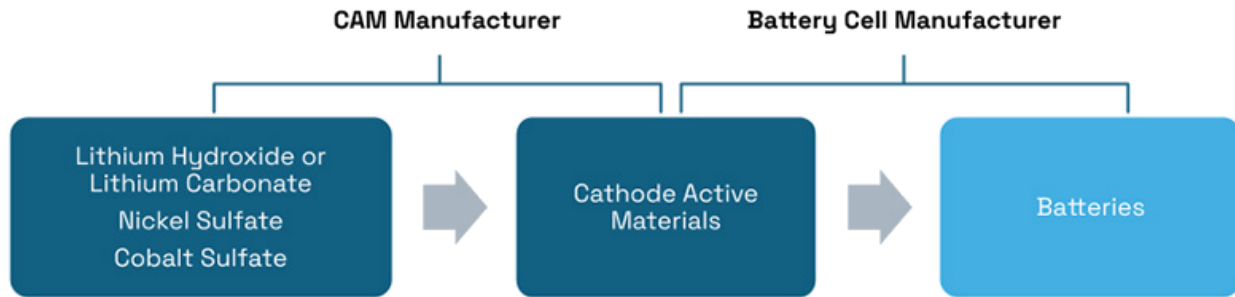 CAM Manufacturer
Battery Cell Manufacturer
Lithium Hydroxide or
Lithium Carbonate
Nickel Sulfate
Cobalt Sulfate
Cathode Active
Materials
Batteries